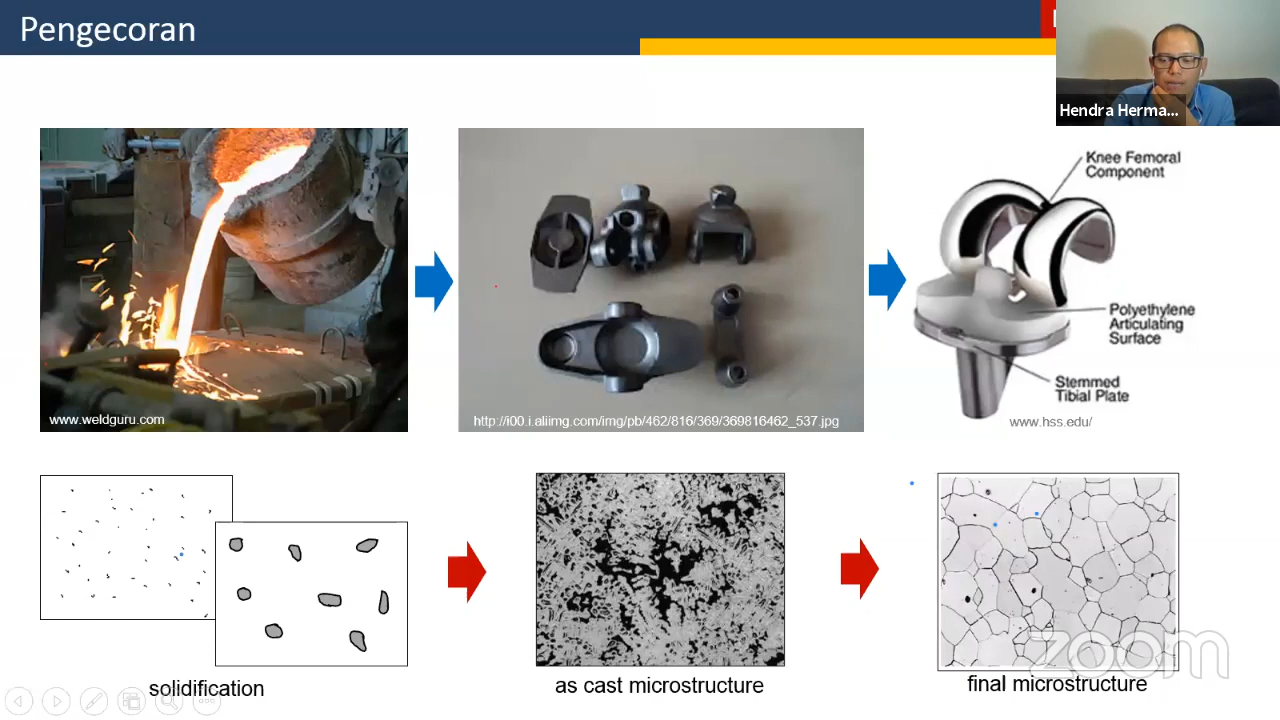 Pengecoran
Hendra Herma...
Knee Femoral
Component
Polyethylene
Articulating
Surface
Stemmed
Tibial Plate
www.weldguru.com
http://i00.i.aliimg.com/img/pb/462/816/369/369816462_537.jpg
www.hss.edu/
solidification
as cast microstructure
final microstructure
zoom